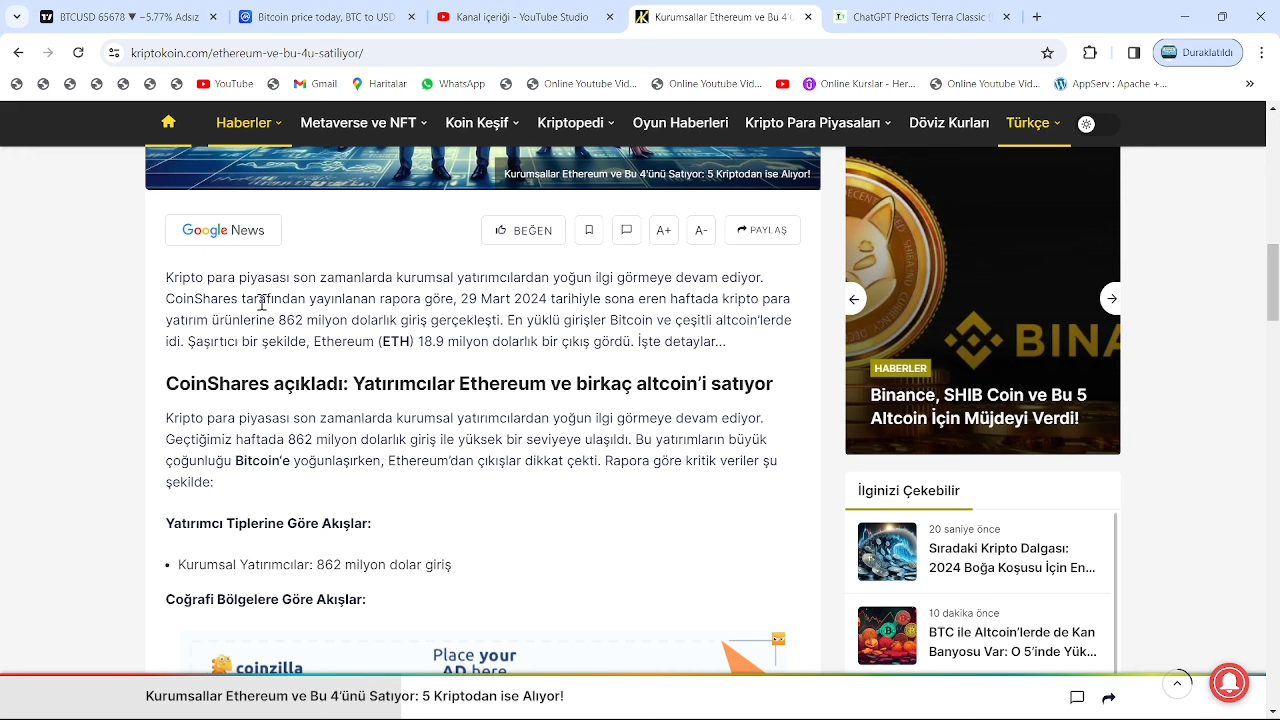 BTCUSD 65678 ▼ −5.77% A
Bitcoin price today, BTC to USD
Kanal içeriği - YouTube Studio
Kurumsallar Ethereum ve Bu 4'ü
ChatGPT Predicts Tera Classic (
kriptokoin.com/ethereum-ve-bu-4u-satiliyor/
Duraklatıldı
YouTube
Gmail
Haritalar
WhatsApp
Online Youtube Vid...
Online Youtube Vid...
Online Kurslar - Her...
Online Youtube Vid...
AppServ : Apache +...
Haberler
Metaverse ve NFT
Koin Keşif
Kriptopedi
Oyun Haberleri
Kripto Para Piyasaları
Döviz Kurları
Türkçe
Kurumsallar Ethereum ve Bu 4'ünü Satıyor: 5 Kriptodan ise Alıyor!
Google News
BEĞEN
A+
A-
PAYLAŞ
Kripto para piyasası son zamanlarda kurumsal yatırımcılardan yoğun ilgi görmeye devam ediyor.
CoinShares tarafından yayınlanan rapora göre, 29 Mart 2024 tarihiyle sona eren haftada kripto para
yatırım ürünlerine 862 milyon dolarlık giriş gerçekleşti. En yüklü girişler Bitcoin ve çeşitli altcoin'lerde
idi. Şaşırtıcı bir şekilde, Ethereum (ETH) 18.9 milyon dolarlık bir çıkış gördü. İşte detaylar...
CoinShares açıkladı: Yatırımcılar Ethereum ve birkaç altcoin'i satıyor
Kripto para piyasası son zamanlarda kurumsal yatırımcılardan yoğun ilgi görmeye devam ediyor.
Geçtiğimiz haftada 862 milyon dolarlık giriş ile yüksek bir seviyeye ulaşıldı. Bu yatırımların büyük
çoğunluğu Bitcoin'e yoğunlaşırken, Ethereum'dan çıkışlar dikkat çekti. Rapora göre kritik veriler şu
şekilde:
Yatırımcı Tiplerine Göre Akışlar:
• Kurumsal Yatırımcılar: 862 milyon dolar giriş
Coğrafi Bölgelere Göre Akışlar:
coinzilla
Place your
AD here
BINA
HABERLER
Binance, SHIB Coin ve Bu 5
Altcoin İçin Müjdeyi Verdi!
İlginizi Çekebilir
20 saniye önce
Sıradaki Kripto Dalgası:
2024 Boğa Koşusu İçin En...
10 dakika önce
BTC ile Altcoin'lerde de Kan
Banyosu Var: O 5'inde Yük...
Kurumsallar Ethereum ve Bu 4'ünü Satıyor: 5 Kriptodan ise Alıyor!